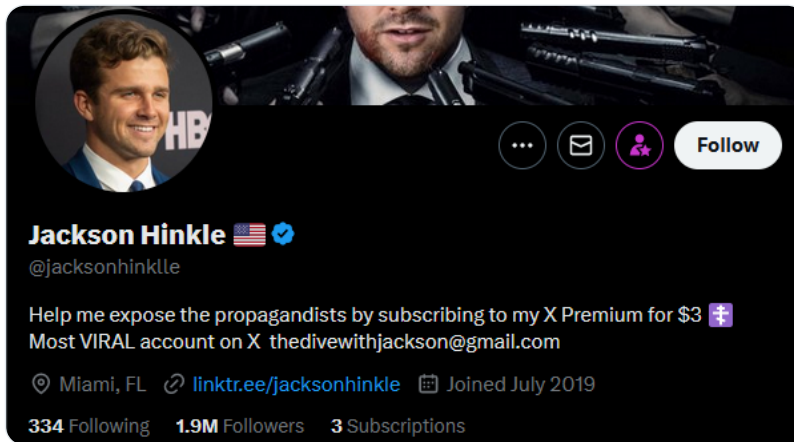 HBO
Follow
Jackson Hinkle 🇺🇸
@jacksonhinklle
Help me expose the propagandists by subscribing to my X Premium for $3 ☦️
Most VIRAL account on X thedivewithjackson@gmail.com
Miami, FL linktr.ee/jacksonhinkle Joined July 2019
334 Following 1.9M Followers 3 Subscriptions